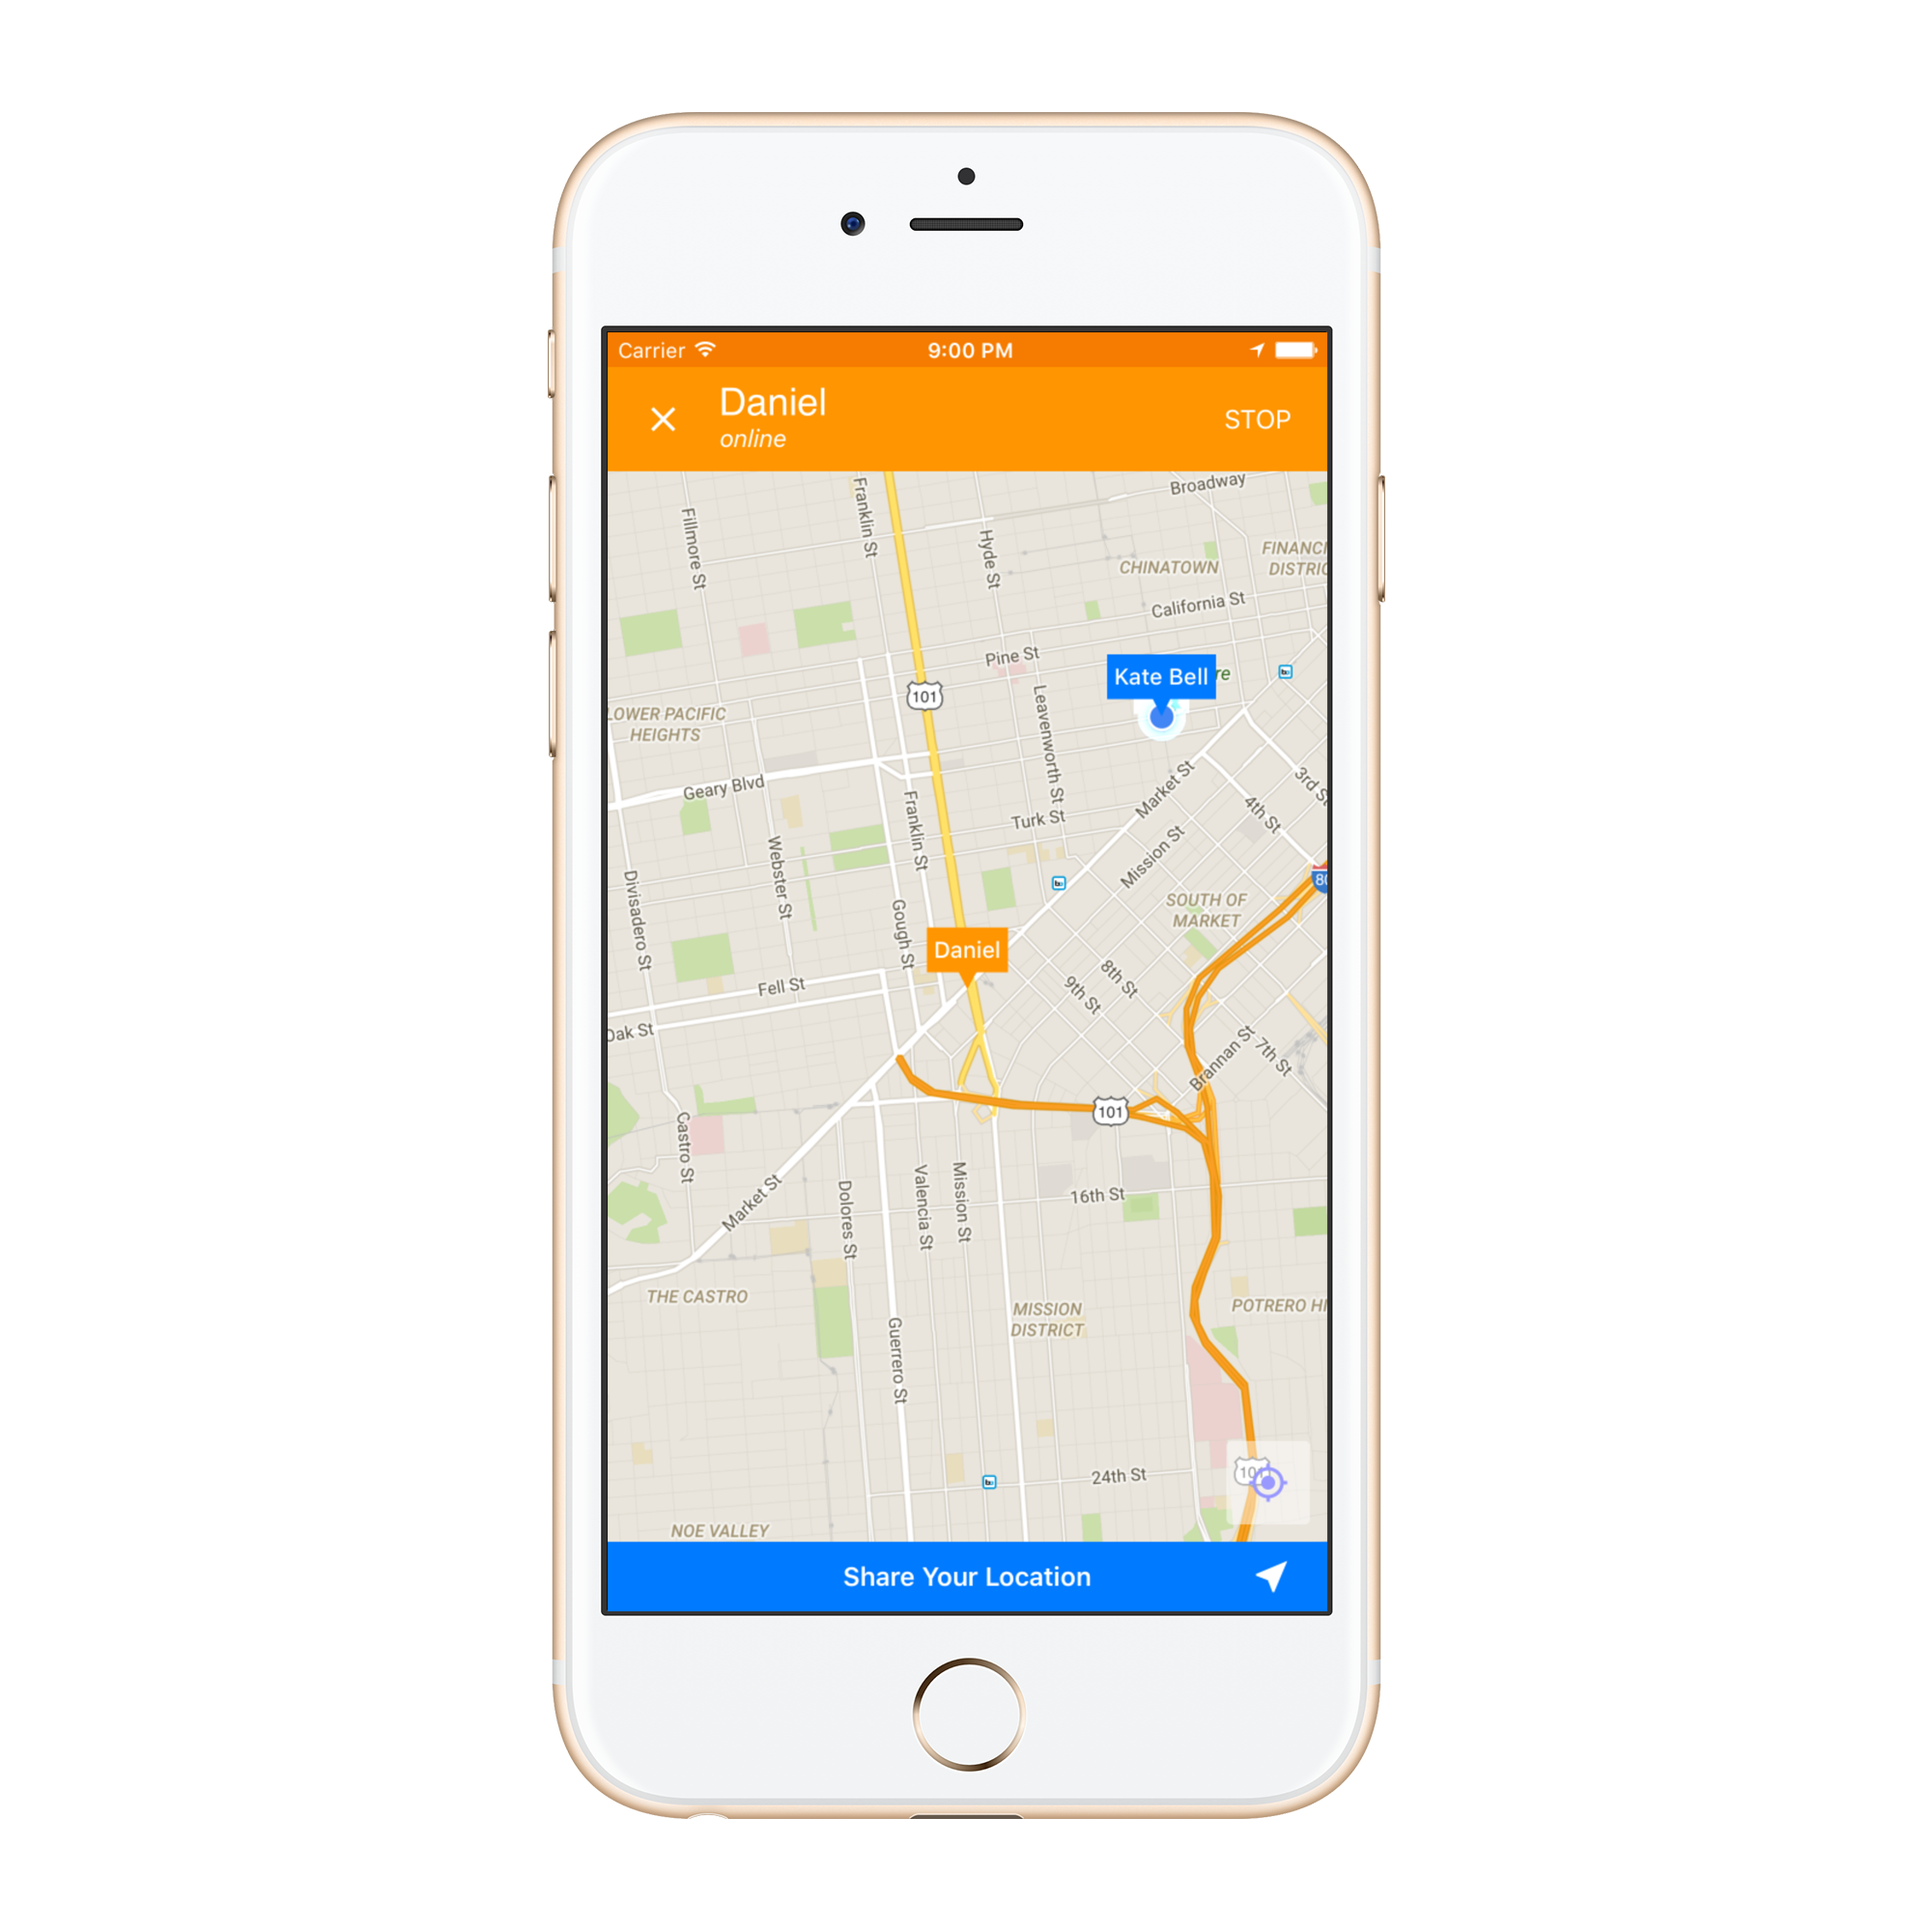 Carrier
9:00 PM
Daniel
online
STOP
Broadway
Franklin St
Fillmore St
Hyde St
CHINATOWN
FINANCI
DISTRIC
California St
Pine St
Kate Bell
re
101
LOWER PACIFIC
HEIGHTS
Leavenworth St
Geary Blvd
Market St
3rd St
4th St
Franklin St
Turk St
Mission St
Webster St
Divisadero St
80
SOUTH OF
MARKET
Gough St
Daniel
Fell St
8th St
9th St
Oak St
Brannan St
7th St
101
Castro St
Market St
Dolores St
Valencia St
Mission St
16th St
THE CASTRO
MISSION
DISTRICT
POTRERO HI
Guerrero St
24th St
101
NOE VALLEY
Share Your Location